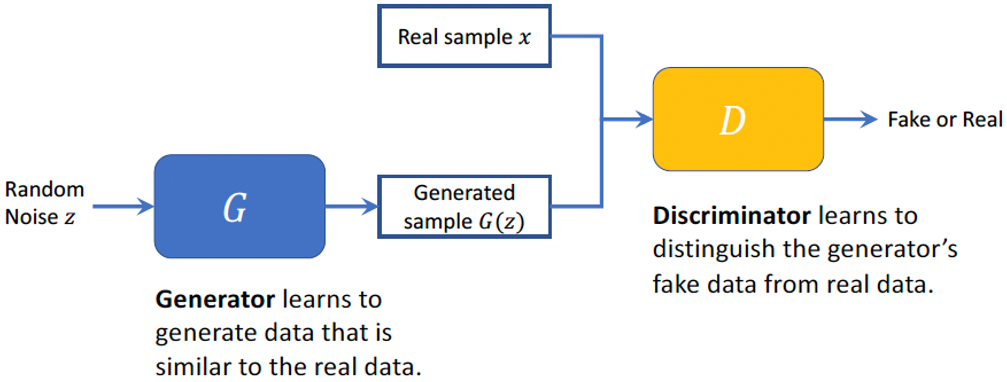 Real sample x
D
Fake or Real
Random
Noise z
G
Generated
sample G(z)
Discriminator learns to
distinguish the generator’s
fake data from real data.
Generator learns to
generate data that is
similar to the real data.